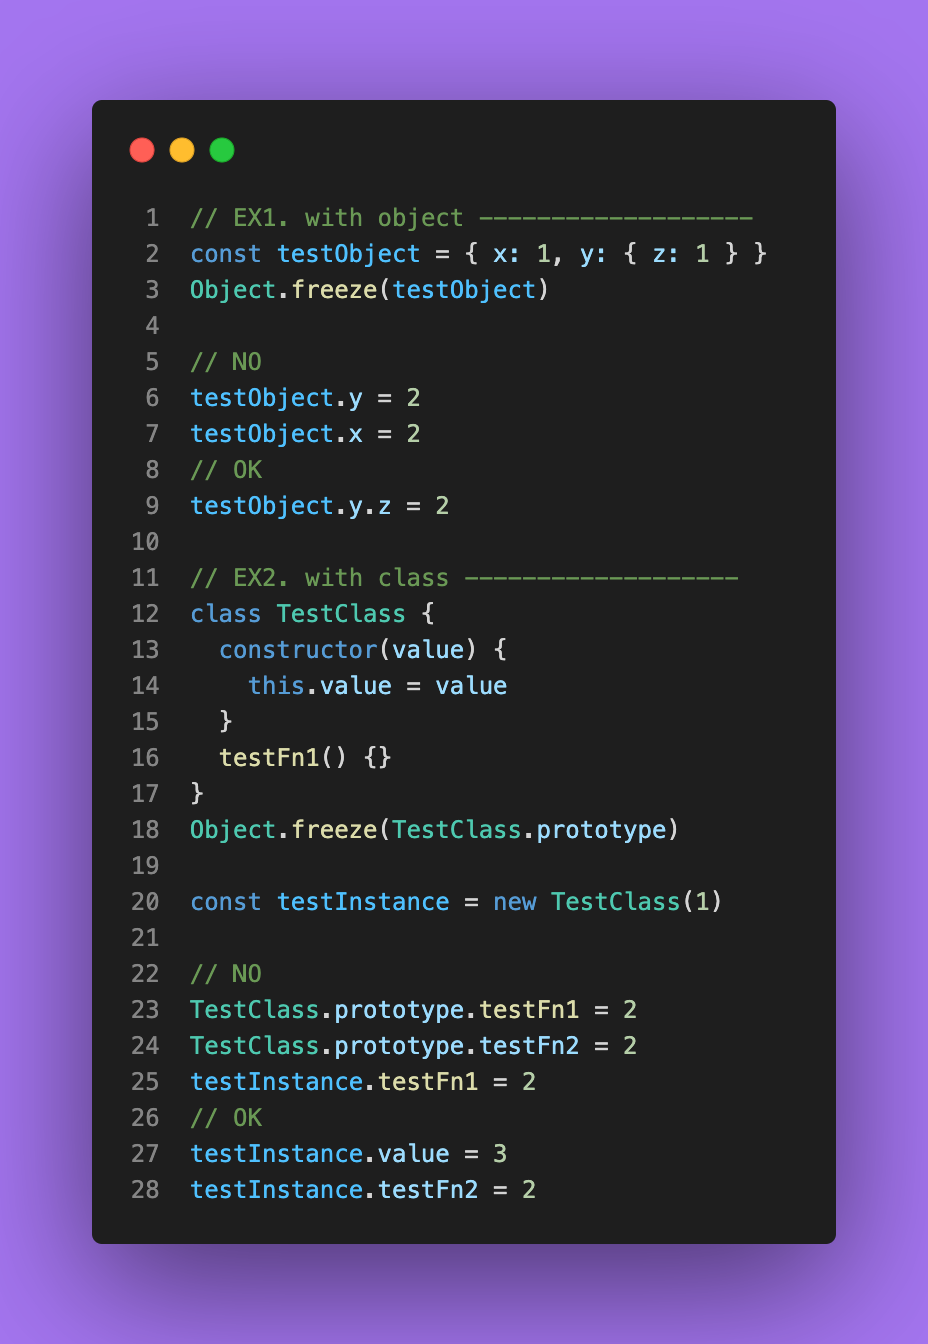 1 // EX1. with object -------------------
2 const testObject = { x: 1, y: { z: 1 } }
3 Object.freeze(testObject)
4
5 // NO
6 testObject.y = 2
7 testObject.x = 2
8 // OK
9 testObject.y.z = 2
10
11 // EX2. with class -------------------
12 class TestClass {
13   constructor(value) {
14     this.value = value
15   }
16   testFn1() {}
17 }
18 Object.freeze(TestClass.prototype)
19
20 const testInstance = new TestClass(1)
21
22 // NO
23 TestClass.prototype.testFn1 = 2
24 TestClass.prototype.testFn2 = 2
25 testInstance.testFn1 = 2
26 // OK
27 testInstance.value = 3
28 testInstance.testFn2 = 2